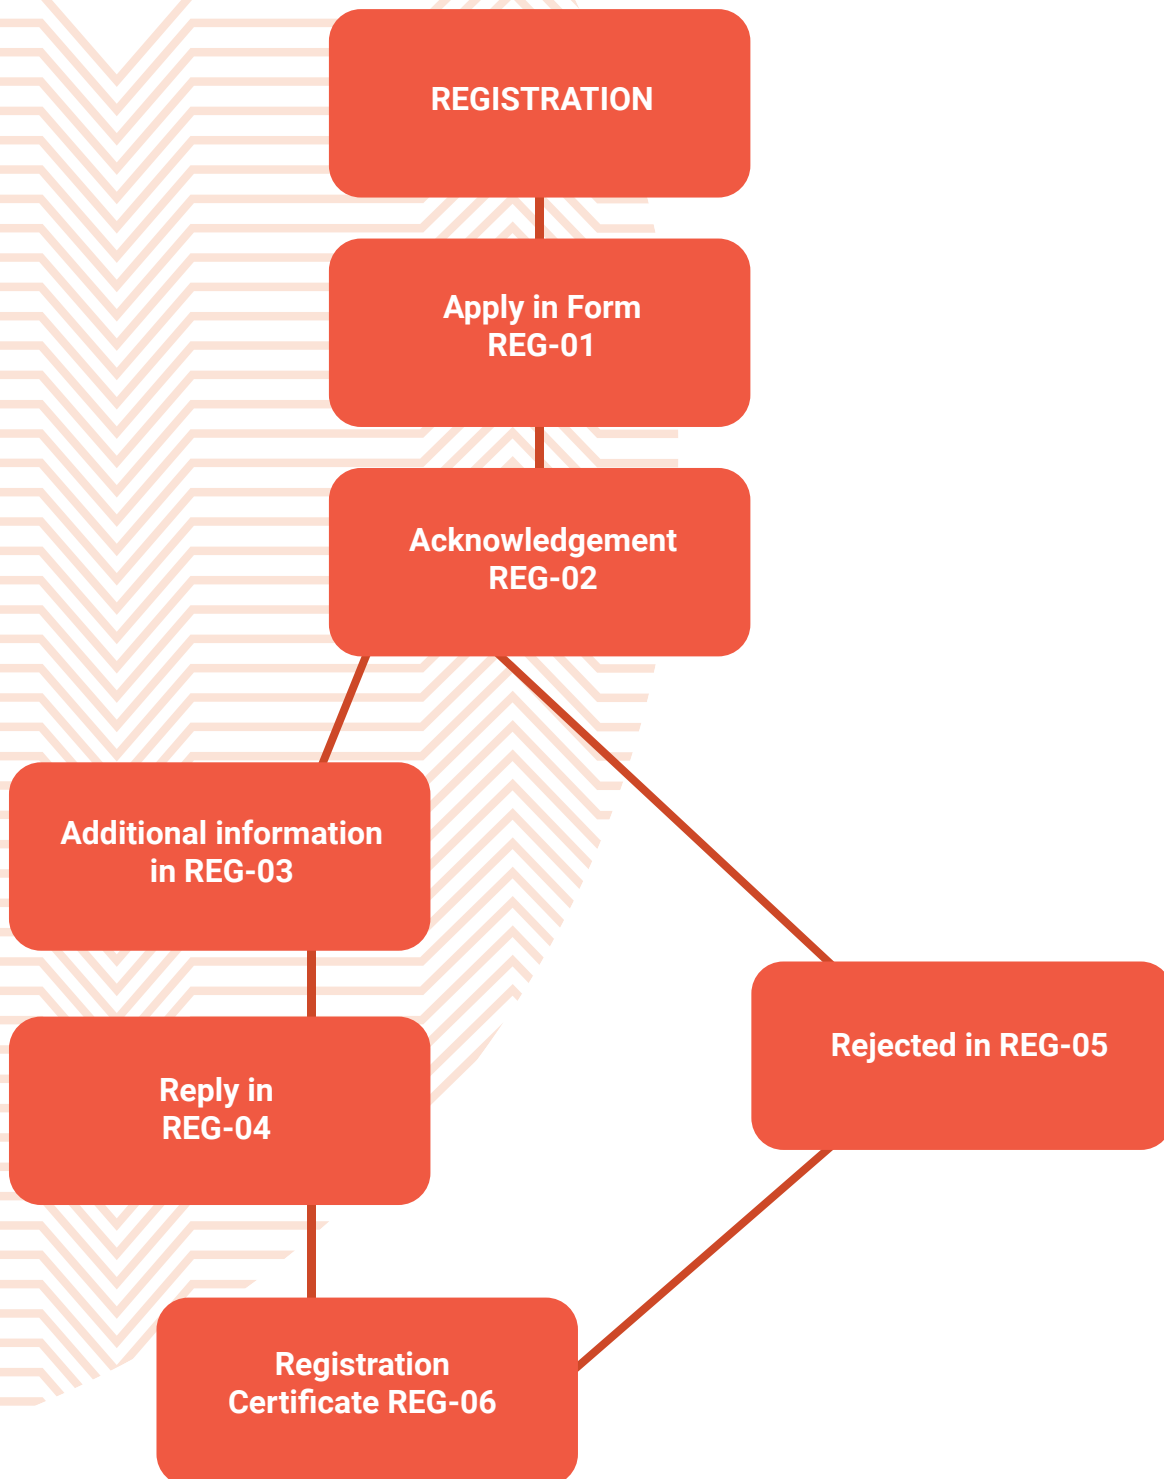 REGISTRATION
Apply in Form
REG-01
Acknowledgement
REG-02
Additional information
in REG-03
Rejected in REG-05
Reply in
REG-04
Registration
Certificate REG-06